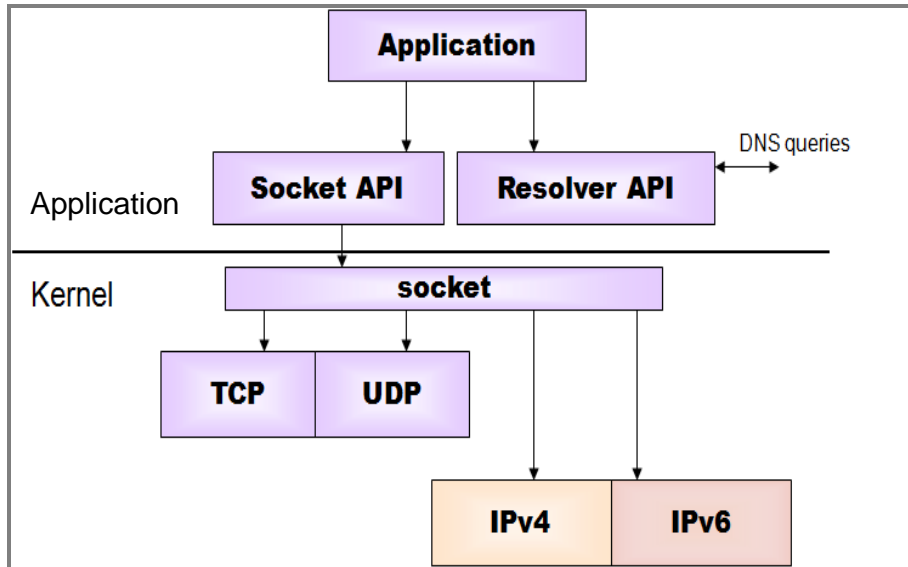 Application
DNS queries
Socket API
Resolver API
Application
Kernel
socket
TCP
UDP
IPv4
IPv6